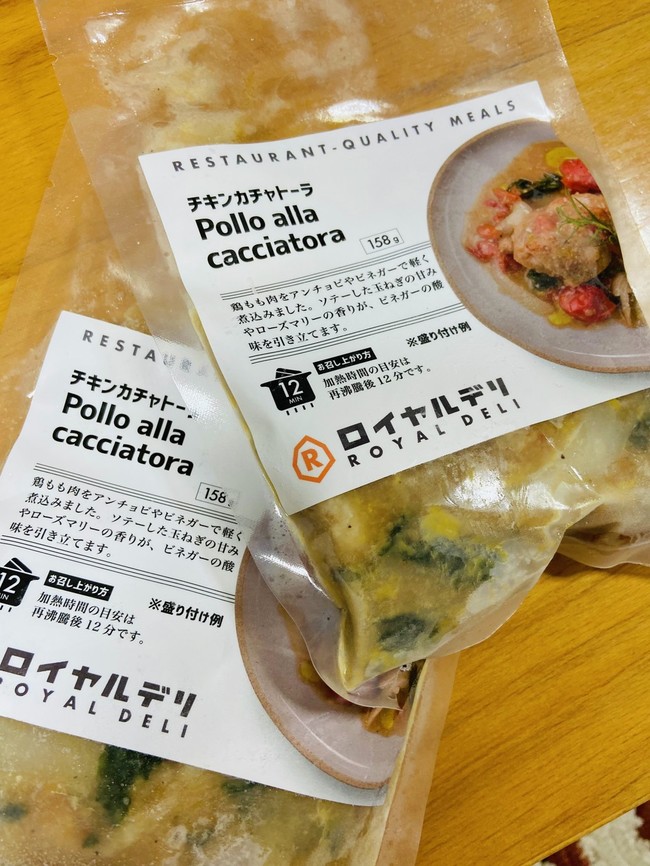 RESTAURANT-QUALITY MEALS
チキンカチャトーラ
Pollo alla
cacciatora
158g
鶏もも肉をアンチョビやビネガーで軽く
煮込みました。ソテーした玉ねぎの甘み
やローズマリーの香りが、ビネガーの酸
味を引き立てます。
※盛り付け例
12
MIN
お召し上がり方
加熱時間の目安は
再沸騰後12分です。
R
ロイヤルデリ
ROYAL DELI
RESTAURA
チキンカチャトー
Pollo alla
cacciatora
158g
鶏もも肉をアンチョビやビネガーで軽く
煮込みました。ソテーした玉ねぎの甘み
やローズマリーの香りが、ビネガーの酸
味を引き立てます。
12
IN
お召し上がり方
加熱時間の目安は
再沸騰後12分です。
※盛り付け例
ロイヤルデリ
ROYAL DELI